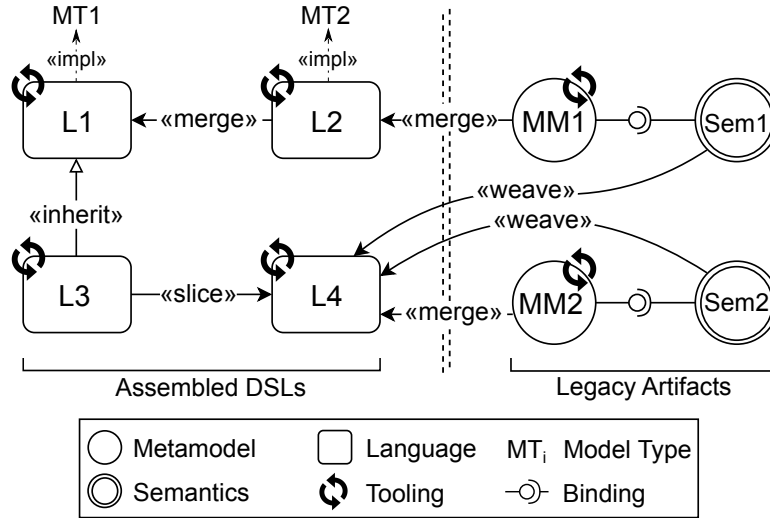 MT1 MT2
«impl» «impl»
L1 «merge» L2 «merge» MM1 Sem1
«weave»
«inherit» «weave»
L3 «slice» L4 «merge» MM2 Sem2
Assembled DSLs Legacy Artifacts
Metamodel Language MTi Model Type
Semantics Tooling Binding